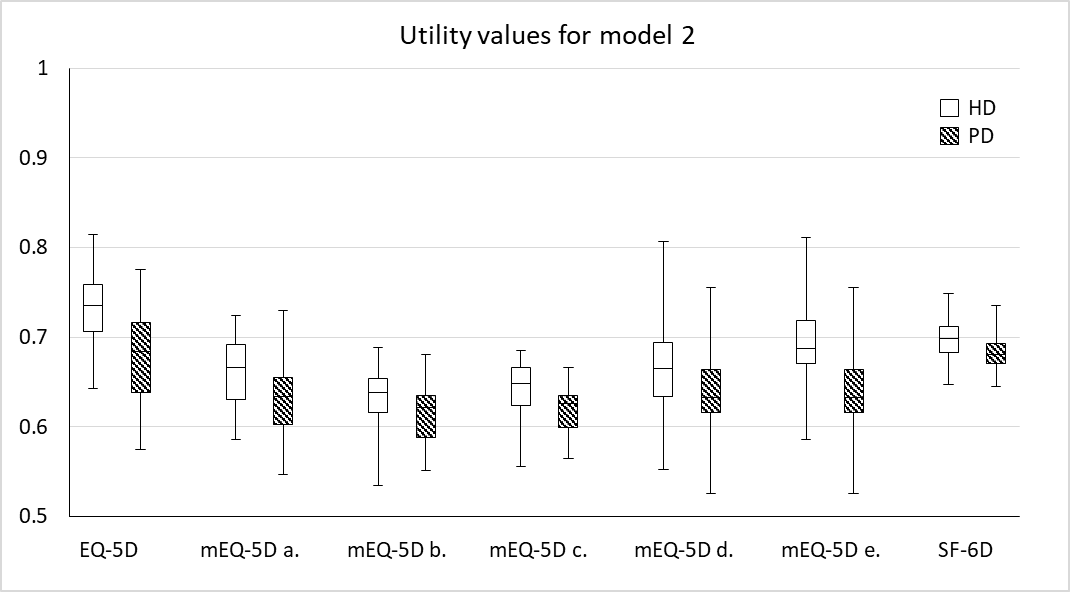 Utility values for model 2
1
HD
PD
0.9
0.8
0.7
0.6
0.5
EQ-5D mEQ-5D a. mEQ-5D b. mEQ-5D c. mEQ-5D d. mEQ-5D e. SF-6D